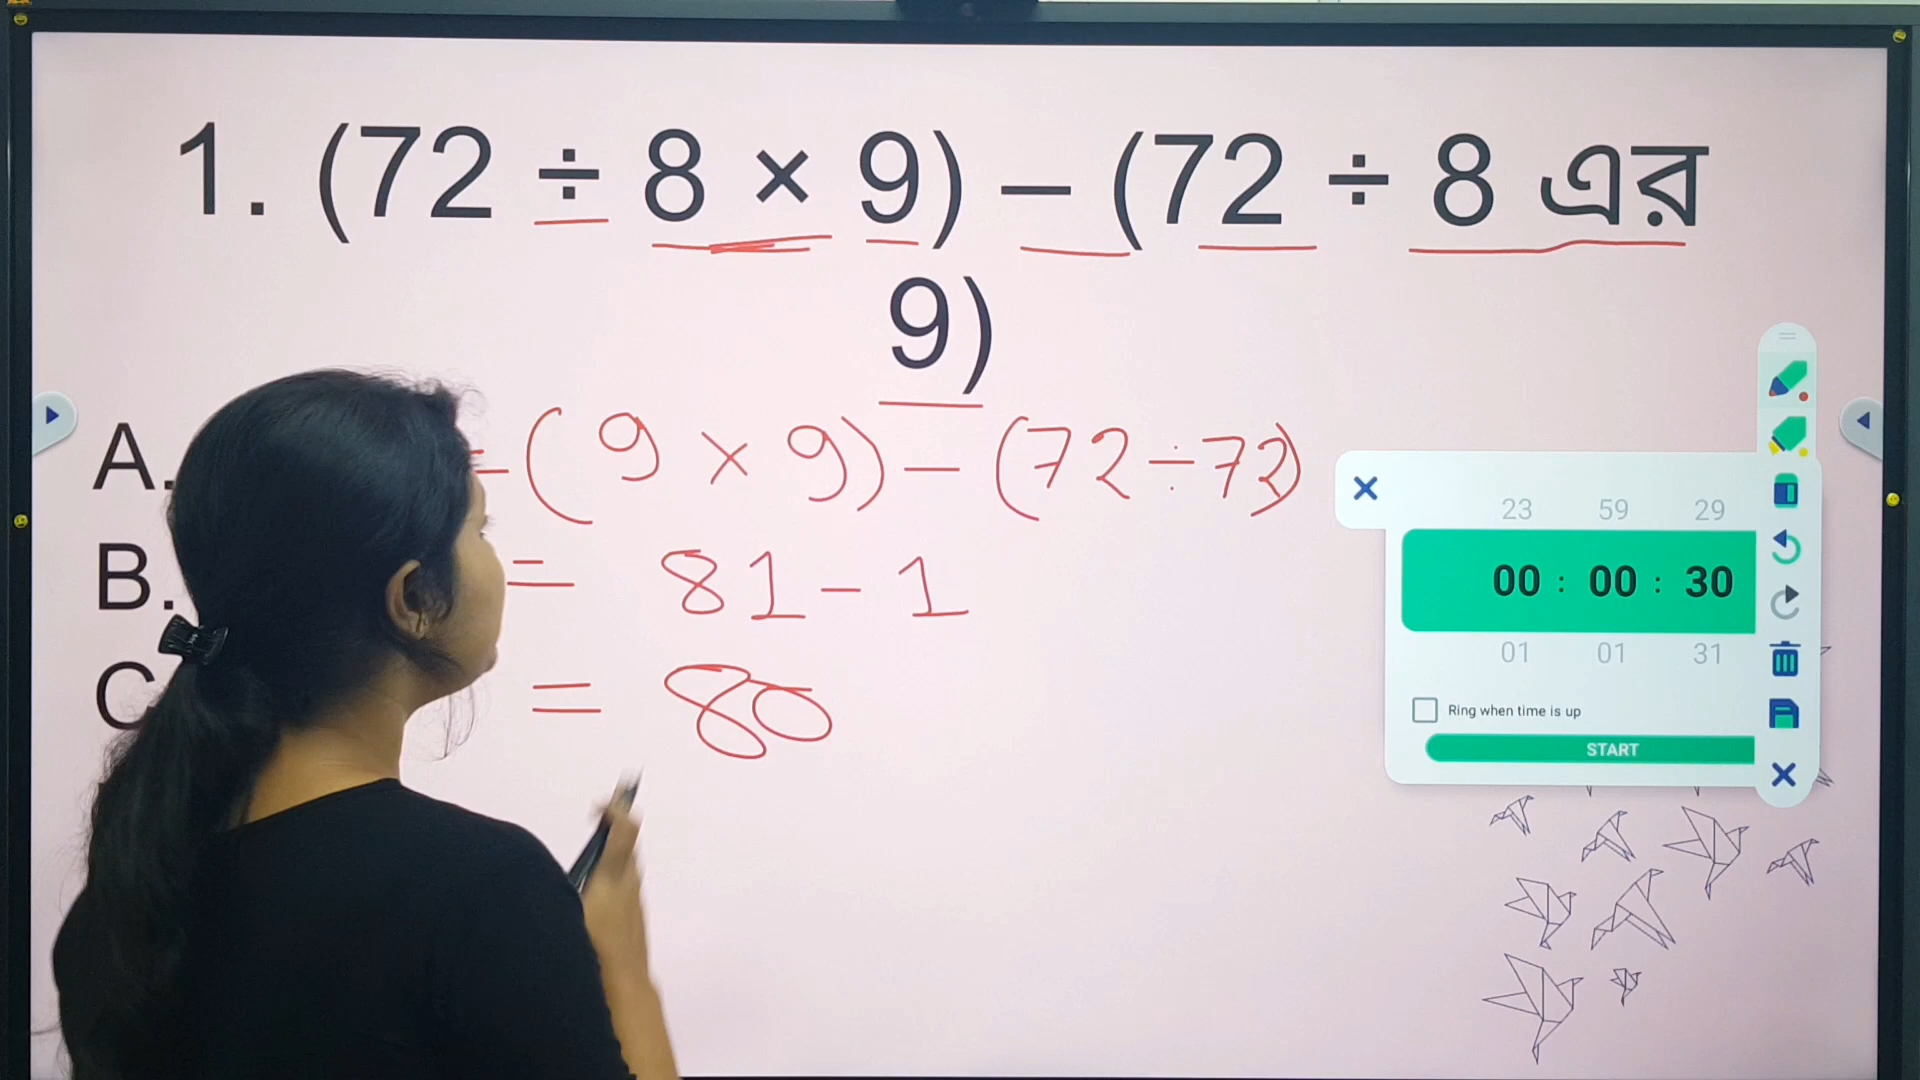 1. (72 ÷ 8 × 9) – (72 ÷ 8 এর
9)
A.
= (9 × 9) – (72 ÷ 72)
B.
= 81 – 1
C
= 80
23 59 29
00 : 00 : 30
01 01 31
Ring when time is up
START